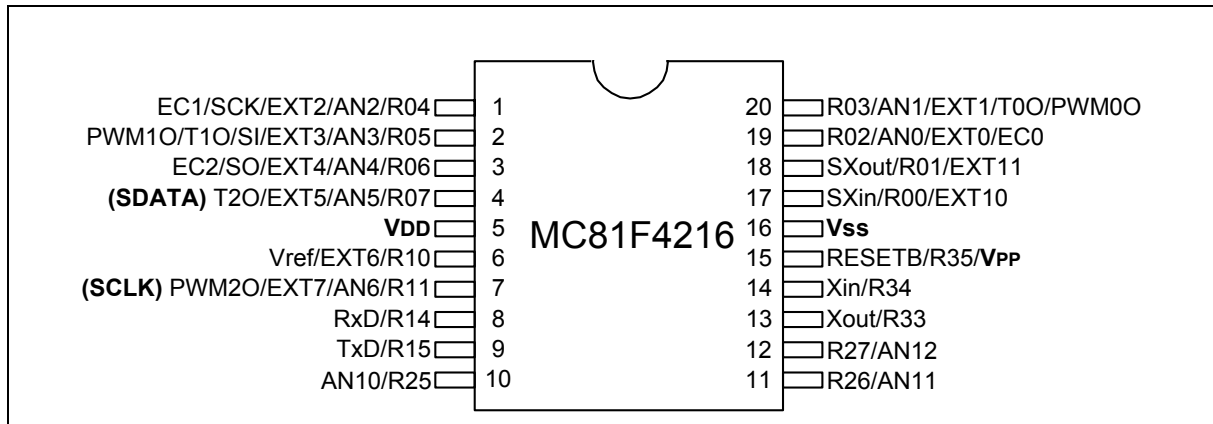 EC1/SCK/EXT2/AN2/R04 1 20 R03/AN1/EXT1/T0O/PWM0O
PWM1O/T1O/SI/EXT3/AN3/R05 2 19 R02/AN0/EXT0/EC0
EC2/SO/EXT4/AN4/R06 3 18 SXout/R01/EXT11
(SDATA) T2O/EXT5/AN5/R07 4 17 SXin/R00/EXT10
VDD 5 MC81F4216 16 Vss
Vref/EXT6/R10 6 15 RESETB/R35/VPP
(SCLK) PWM2O/EXT7/AN6/R11 7 14 Xin/R34
RxD/R14 8 13 Xout/R33
TxD/R15 9 12 R27/AN12
AN10/R25 10 11 R26/AN11